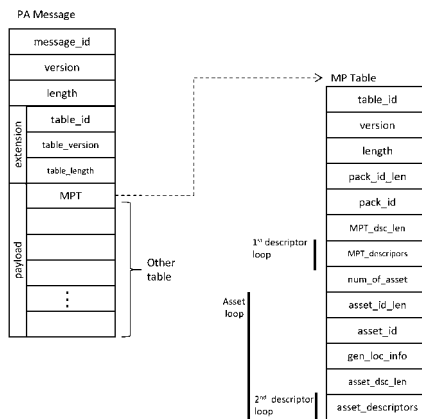 PA Message
message_id
version
length
extension
table_id
table_version
table_length
payload
MPT
Other
table
⋮
MP Table
table_id
version
length
pack_id_len
pack_id
MPT_dsc_len
1st descriptor
loop
MPT_descripors
num_of_asset
Asset
loop
asset_id_len
asset_id
gen_loc_info
asset_dsc_len
2nd descriptor
loop
asset_descriptors